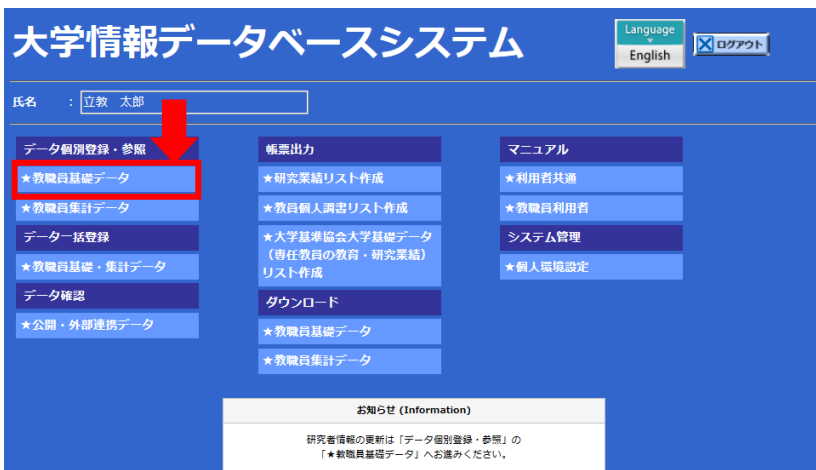 大学情報データベースシステム
Language
English
ログアウト
氏名 : 立教 太郎
データ個別登録・参照
★教職員基礎データ
★教職員集計データ
データ一括登録
★教職員基礎・集計データ
データ確認
★公開・外部連携データ
帳票出力
★研究業績リスト作成
★教員個人調書リスト作成
★大学基準協会大学基礎データ
（専任教員の教育・研究業績）
リスト作成
ダウンロード
★教職員基礎データ
★教職員集計データ
マニュアル
★利用者共通
★教職員利用者
システム管理
★個人環境設定
お知らせ (Information)
研究者情報の更新は「データ個別登録・参照」の
「★教職員基礎データ」へお進みください。